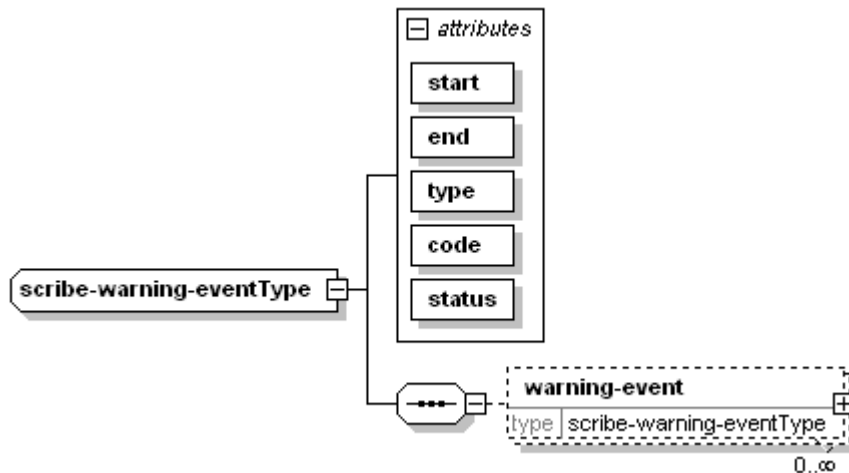 attributes
start
end
type
code
status
scribe-warning-eventType
warning-event
type scribe-warning-eventType
0..∞